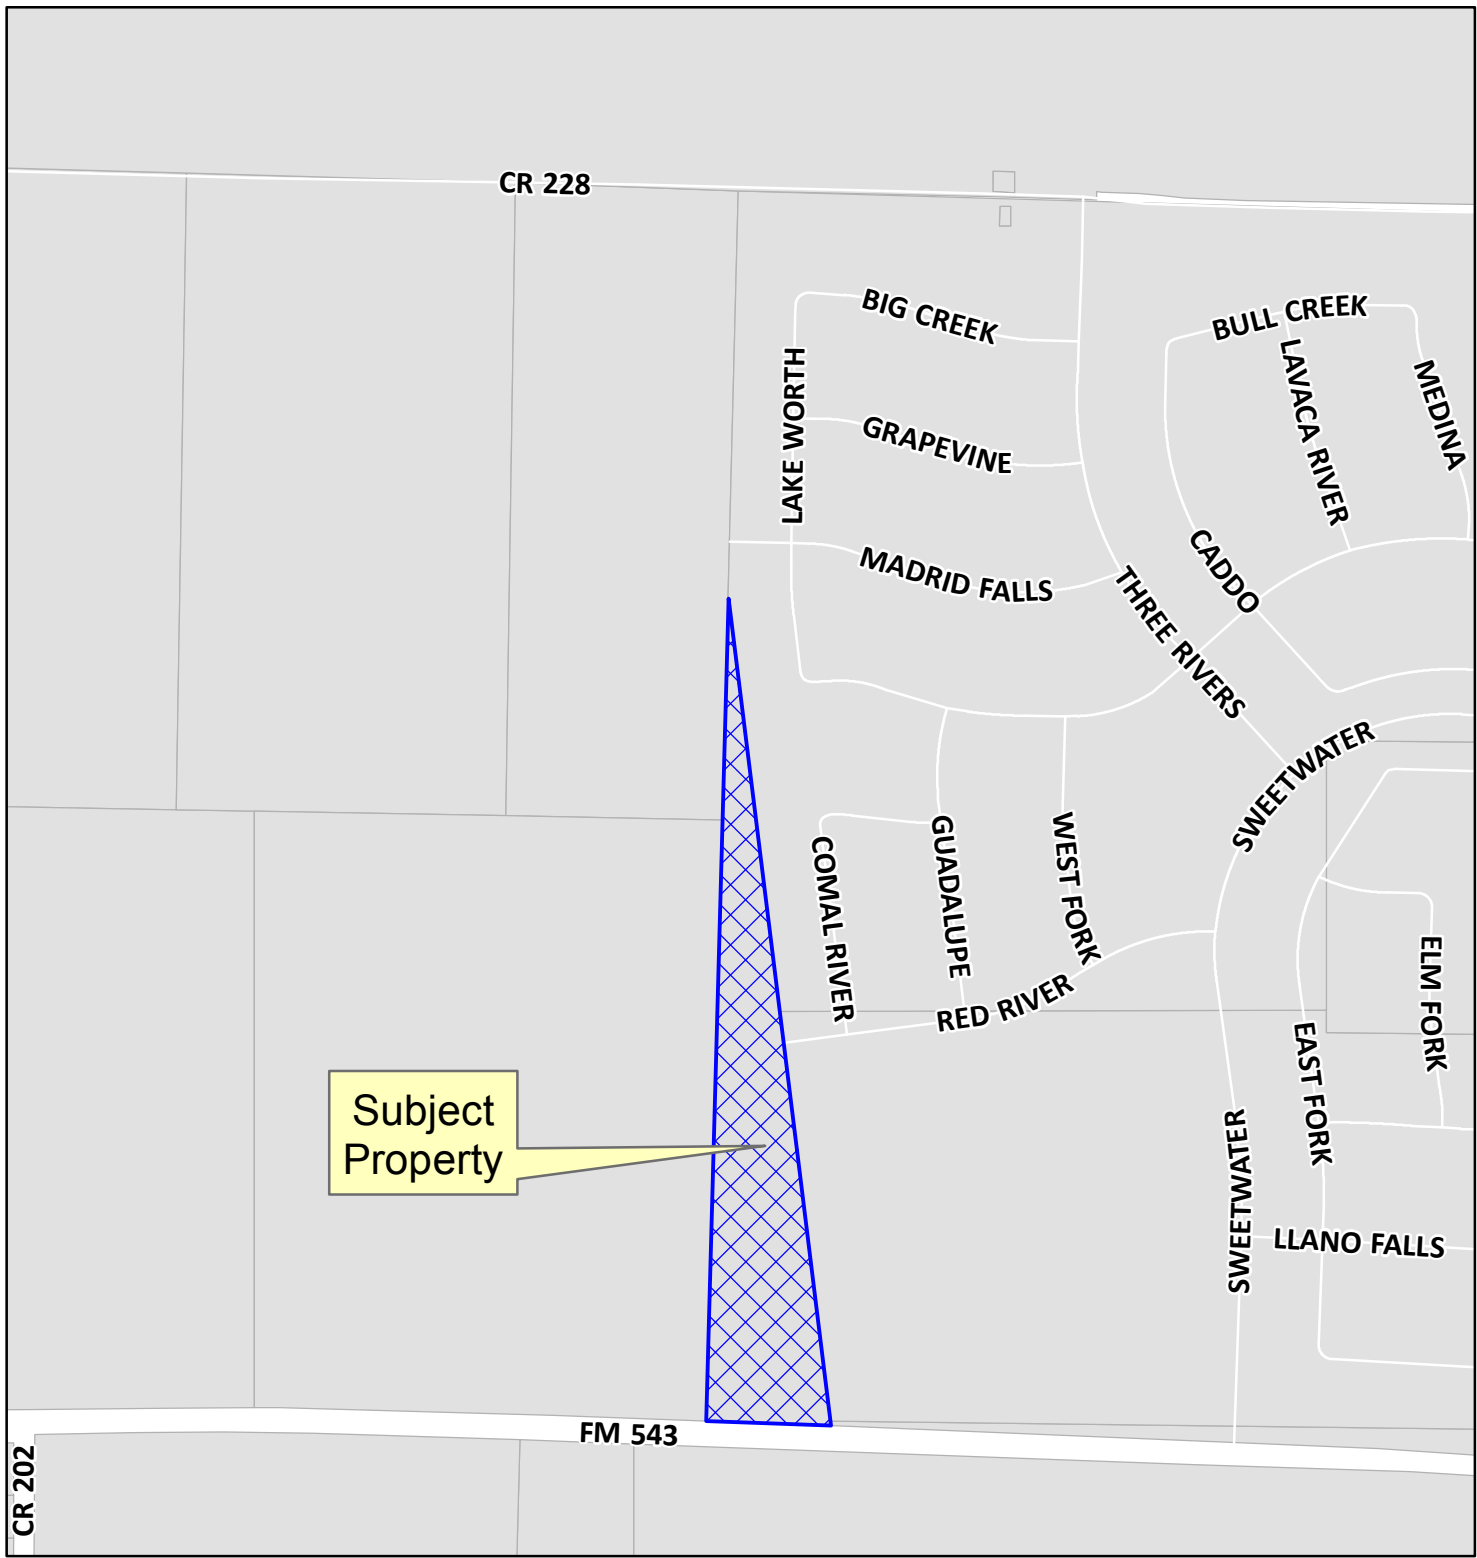 CR 228
BIG CREEK
BULL CREEK
LAKE WORTH
LAVACA RIVER
MEDINA
GRAPEVINE
CADDO
MADRID FALLS
THREE RIVERS
SWEETWATER
COMAL RIVER
GUADALUPE
WEST FORK
RED RIVER
ELM FORK
EAST FORK
Subject
Property
SWEETWATER
LLANO FALLS
FM 543
CR 202